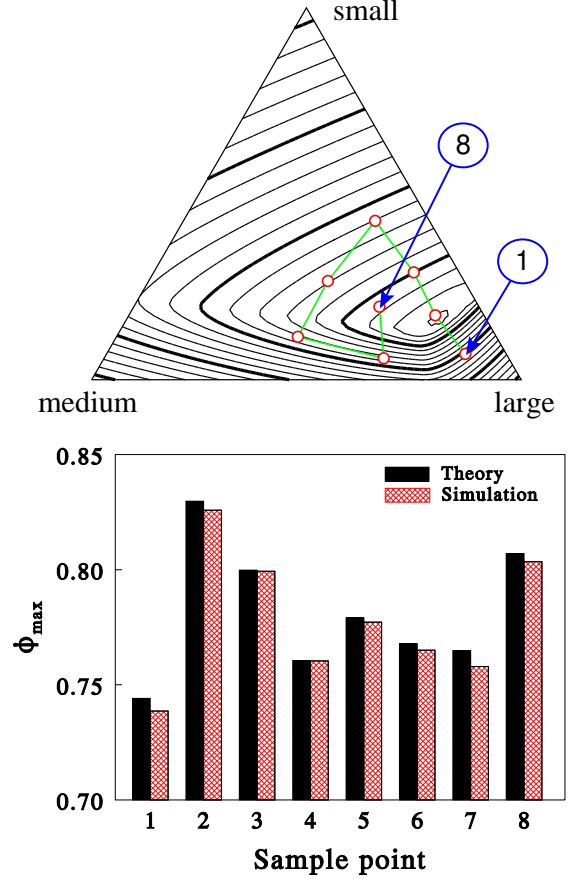 small
8
1
medium
large
0.85
Theory
Simulation
0.80
ϕmax
0.75
0.70
1 2 3 4 5 6 7 8
Sample point